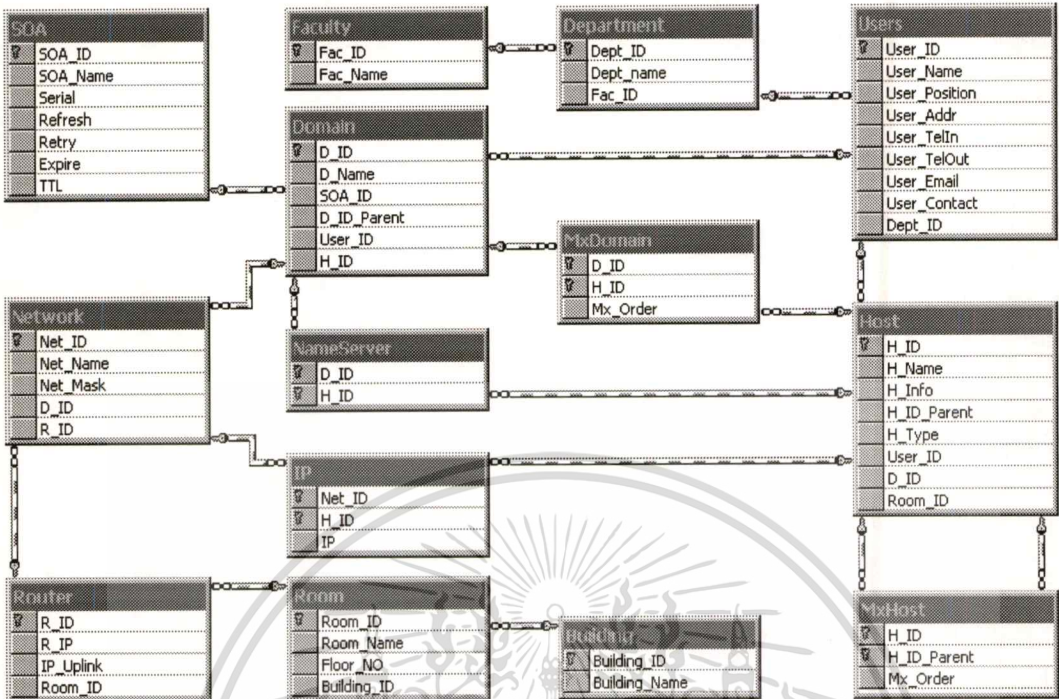 SOA
SOA_ID
SOA_Name
Serial
Refresh
Retry
Expire
TTL
Faculty
Fac_ID
Fac_Name
Department
Dept_ID
Dept_name
Fac_ID
Users
User_ID
User_Name
User_Position
User_Addr
User_TelIn
User_TelOut
User_Email
User_Contact
Dept_ID
Domain
D_ID
D_Name
SOA_ID
D_ID_Parent
User_ID
H_ID
MxDomain
D_ID
H_ID
Mx_Order
Network
Net_ID
Net_Name
Net_Mask
D_ID
R_ID
NameServer
D_ID
H_ID
Host
H_ID
H_Name
H_Info
H_ID_Parent
H_Type
User_ID
D_ID
Room_ID
IP
Net_ID
H_ID
IP
Router
R_ID
R_IP
IP_Uplink
Room_ID
Room
Room_ID
Room_Name
Floor_NO
Building_ID
Building
Building_ID
Building_Name
MxHost
H_ID
H_ID_Parent
Mx_Order